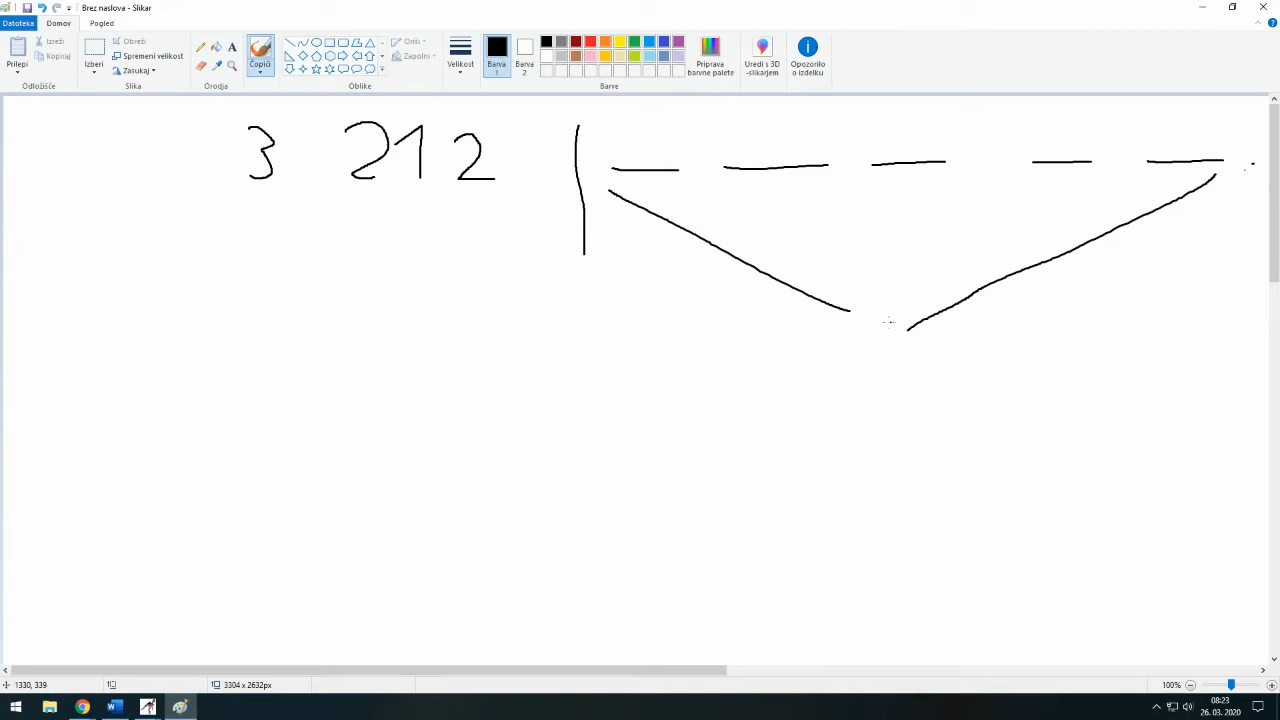 Brez naslova - Slikar
Datoteka Domov Pogled
Prilepi
Izreži
Kopiraj
Odložišče
Izberi
Obreži
Spremeni velikost
Zasukaj
Slika
A
Orodja
Čopiči
Oriši
Zapolni
Oblike
Velikost
Barva 1
Barva 2
Priprava barvne palete
Barve
Uredi s 3D -slikarjem
Opozorilo o izdelku
3 212
1330, 339
3304 x 2632px
100%
08:23
26. 03. 2020